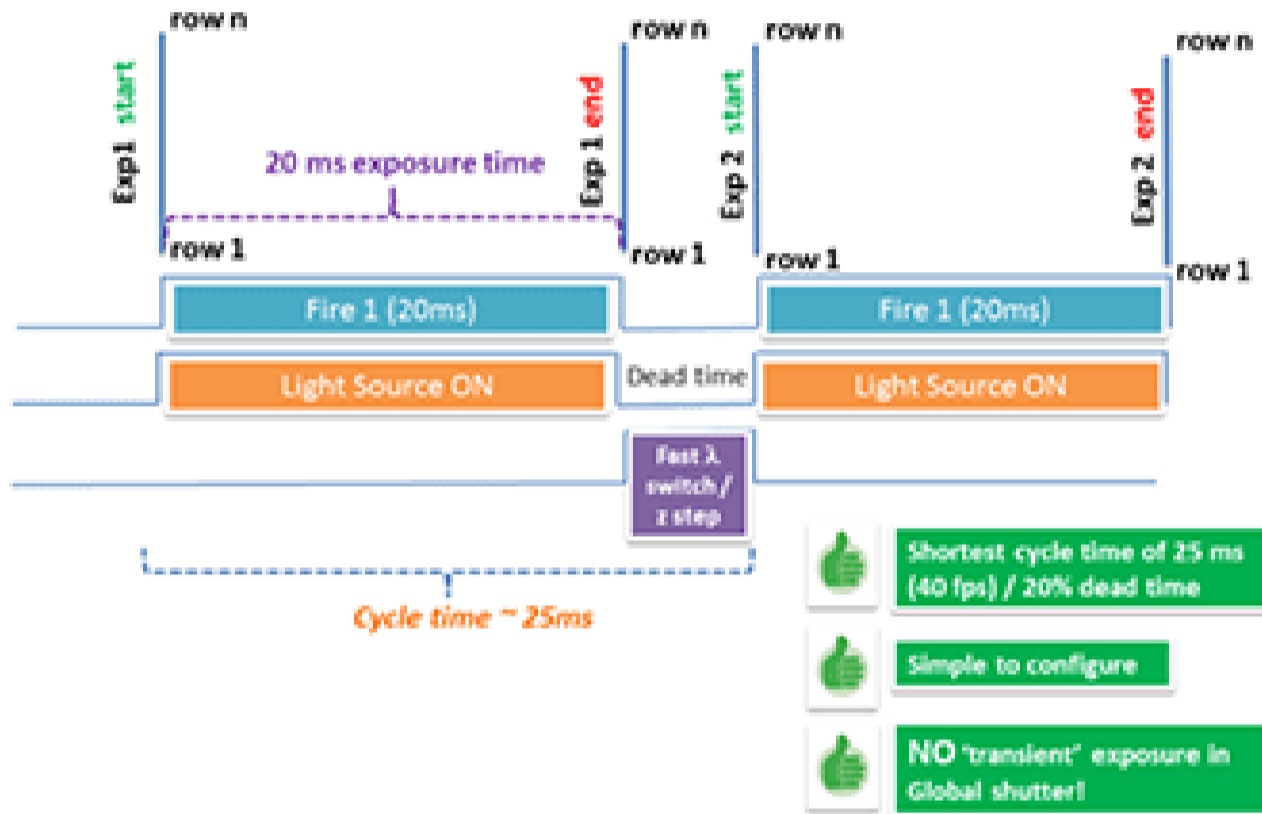 row n
row n
row n
row n
Exp1 start
Exp 1 end
Exp 2 start
Exp 2 end
20 ms exposure time
row 1
row 1
row 1
row 1
Fire 1 (20ms)
Fire 1 (20ms)
Light Source ON
Dead time
Light Source ON
Fast λ
switch /
z step
Cycle time ~ 25ms
Shortest cycle time of 25 ms
(40 fps) / 20% dead time
Simple to configure
NO "transient" exposure in
Global shutter!